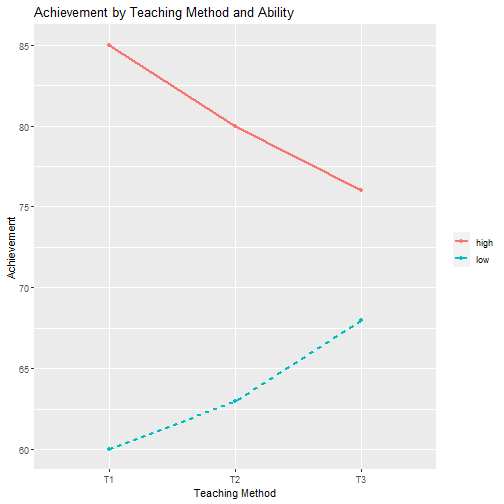 Achievement by Teaching Method and Ability
85
80
75
70
65
60
Achievement
T1
T2
T3
Teaching Method
high
low